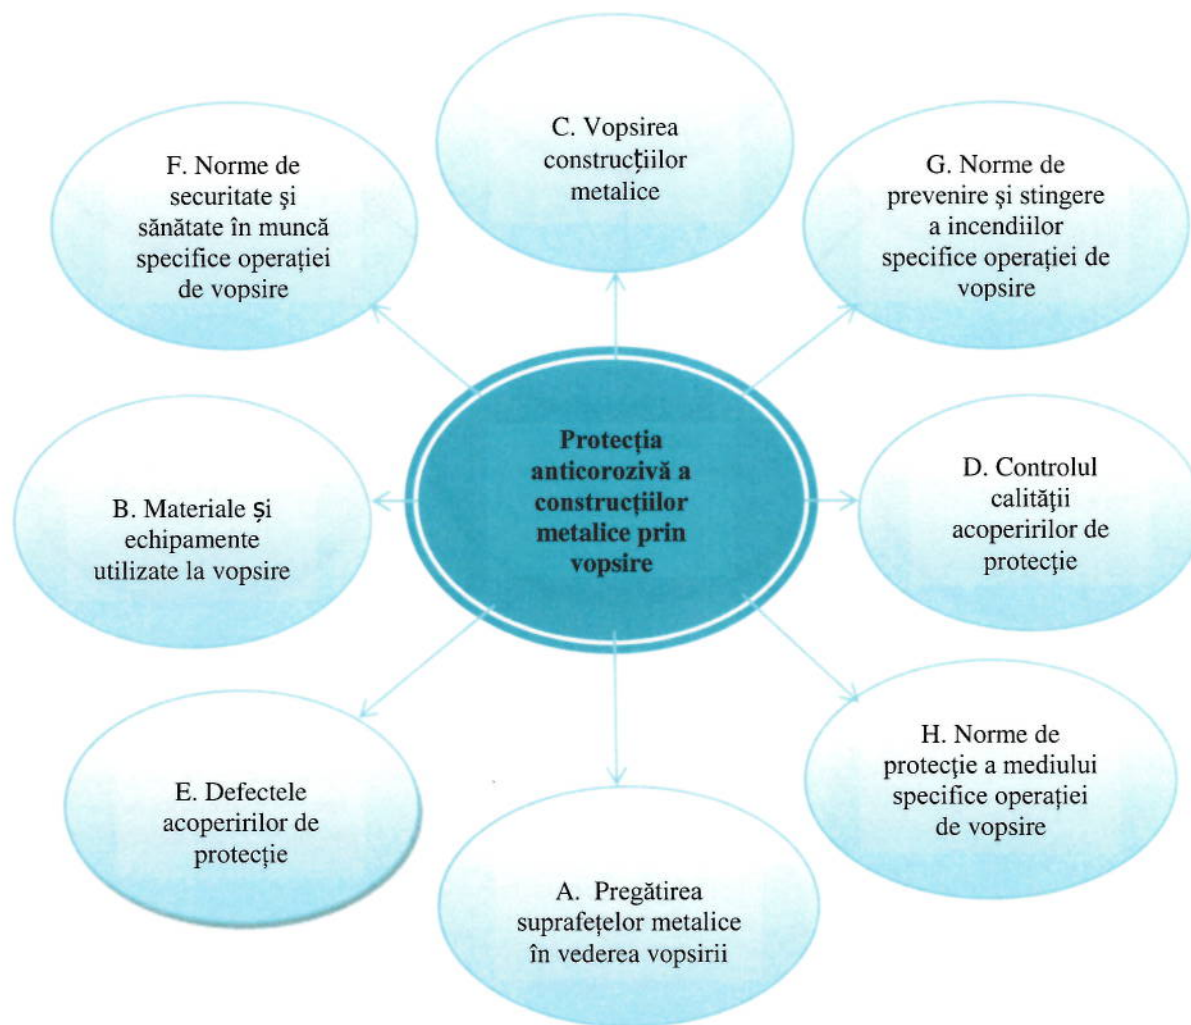 C. Vopsirea
construcțiilor
metalice
F. Norme de
securitate și
sănătate în muncă
specifice operației
de vopsire
G. Norme de
prevenire și stingere
a incendiilor
specifice operației de
vopsire
Protecția
anticorozivă a
construcțiilor
metalice prin
vopsire
B. Materiale și
echipamente
utilizate la vopsire
D. Controlul
calității
acoperirilor de
protecție
E. Defectele
acoperirilor de
protecție
H. Norme de
protecție a mediului
specifice operației
de vopsire
A. Pregătirea
suprafețelor metalice
în vederea vopsirii